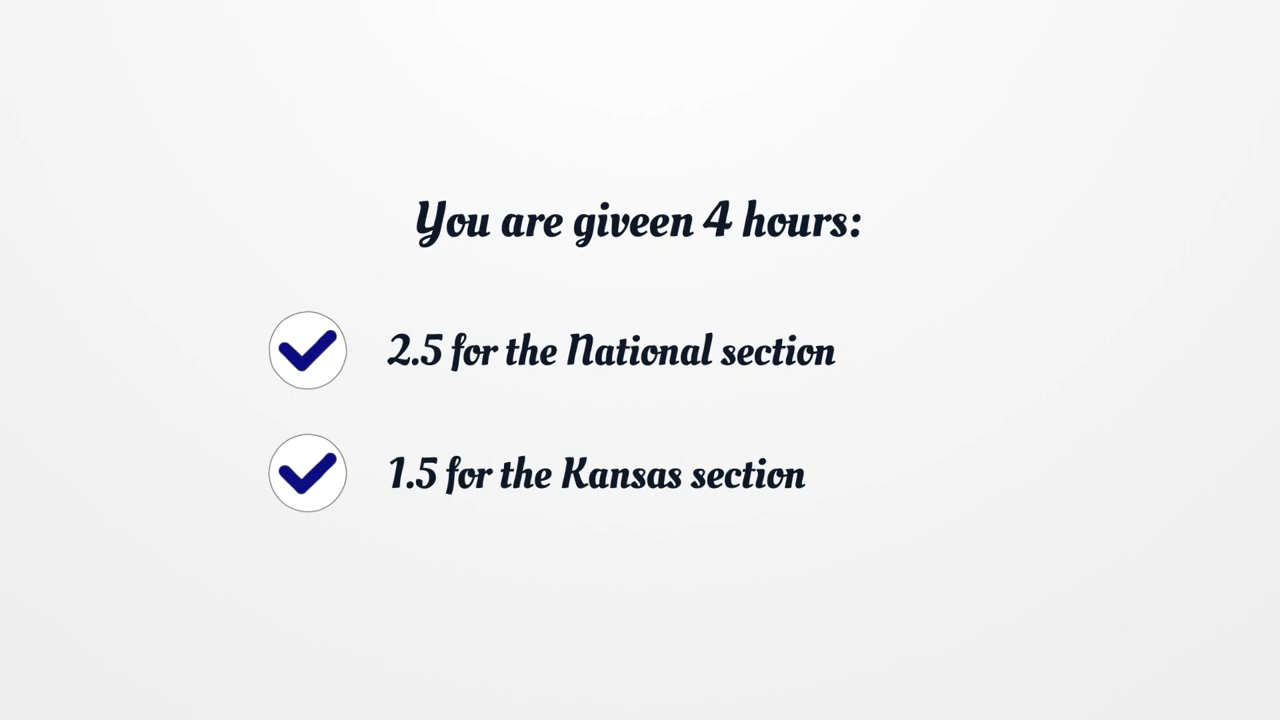 You are giveen 4 hours:
2.5 for the National section
1.5 for the Kansas section